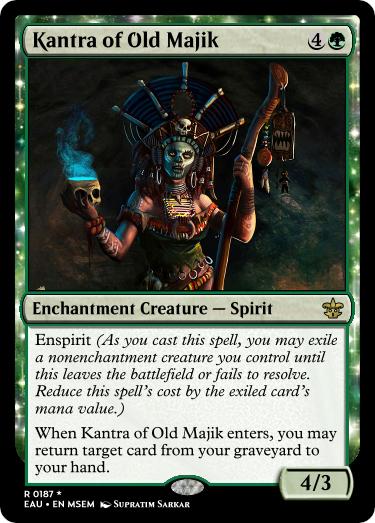 Kantra of Old Majik 4
Enchantment Creature — Spirit
Enspirit (As you cast this spell, you may exile
a nonenchantment creature you control until
this leaves the battlefield or fails to resolve.
Reduce this spell's cost by the exiled card's
mana value.)
When Kantra of Old Majik enters, you may
return target card from your graveyard to
your hand.
4/3
R 0187 *
EAU • EN MSEM Supratim Sarkar